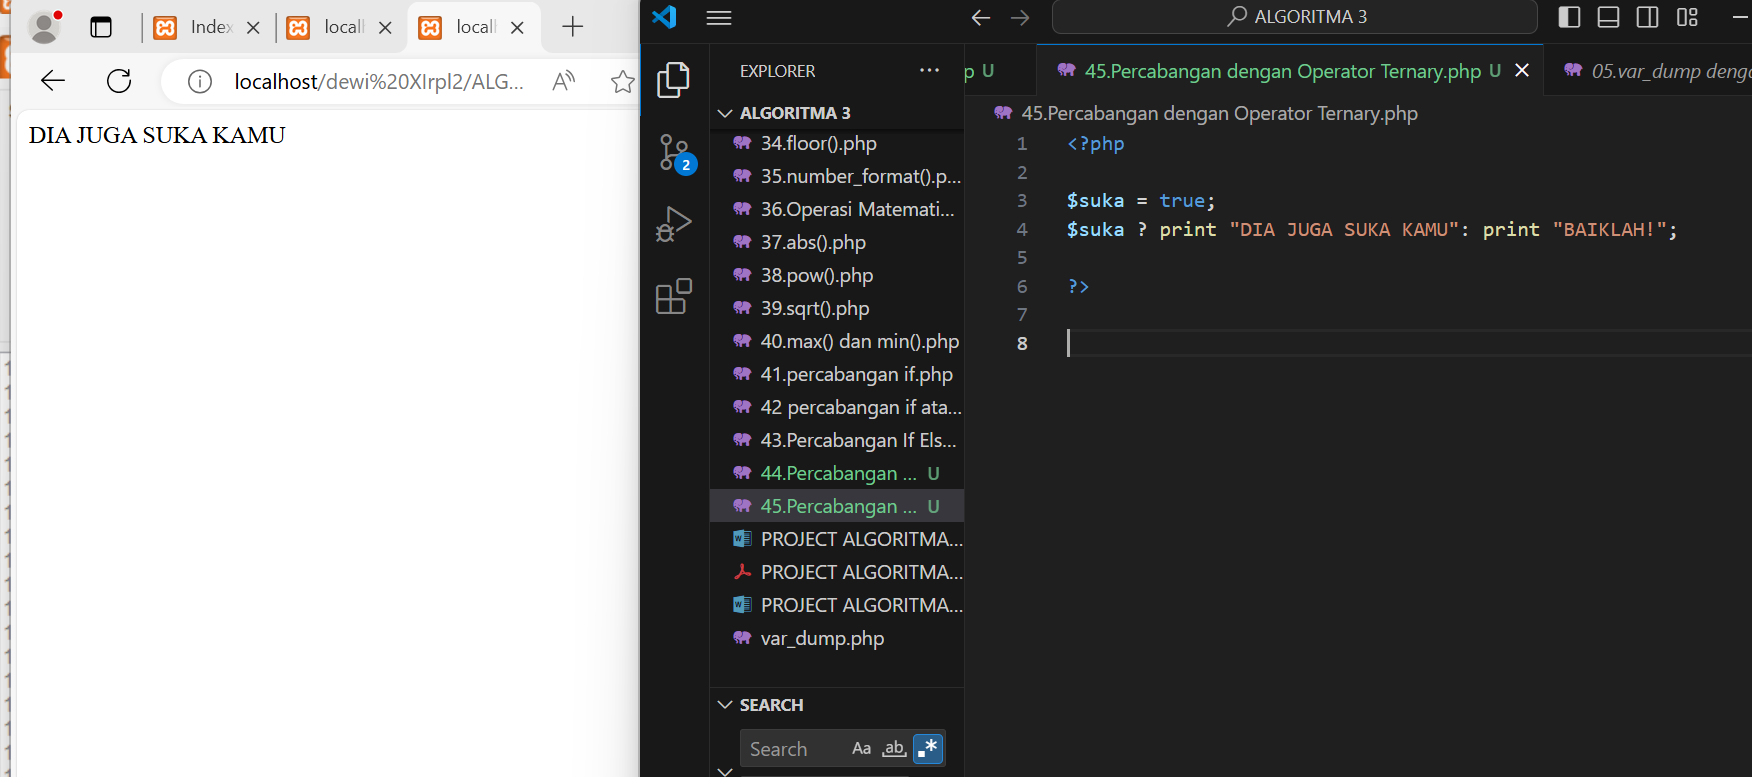 Index
local
local
localhost/dewi%20XIrpl2/ALG...
DIA JUGA SUKA KAMU
ALGORITMA 3
EXPLORER
ALGORITMA 3
34.floor().php
35.number_format().p...
36.Operasi Matemati...
37.abs().php
38.pow().php
39.sqrt().php
40.max() dan min().php
41.percabangan if.php
42 percabangan if ata...
43.Percabangan If Els...
44.Percabangan ... U
45.Percabangan ... U
PROJECT ALGORITMA...
PROJECT ALGORITMA...
PROJECT ALGORITMA...
var_dump.php
SEARCH
Search Aa ab .*
2
p U
45.Percabangan dengan Operator Ternary.php U
05.var_dump deng
45.Percabangan dengan Operator Ternary.php
1 <?php
2
3 $suka = true;
4 $suka ? print "DIA JUGA SUKA KAMU": print "BAIKLAH!";
5
6 ?>
7
8